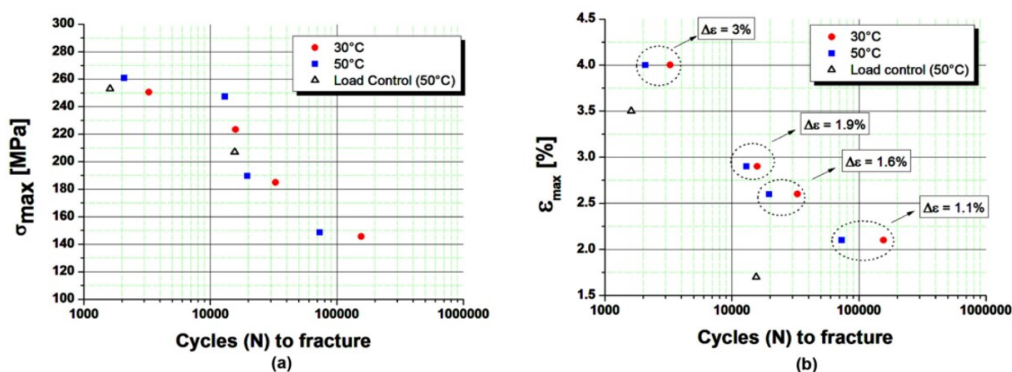 300
280
260
240
220
200
180
160
140
120
100
σmax [MPa]
30°C
50°C
Load Control (50°C)
1000
10000
100000
1000000
Cycles (N) to fracture
(a)
4.5
4.0
3.5
3.0
2.5
2.0
1.5
εmax [%]
Δε = 3%
30°C
50°C
Load control (50°C)
Δε = 1.9%
Δε = 1.6%
Δε = 1.1%
1000
10000
100000
1000000
Cycles (N) to fracture
(b)